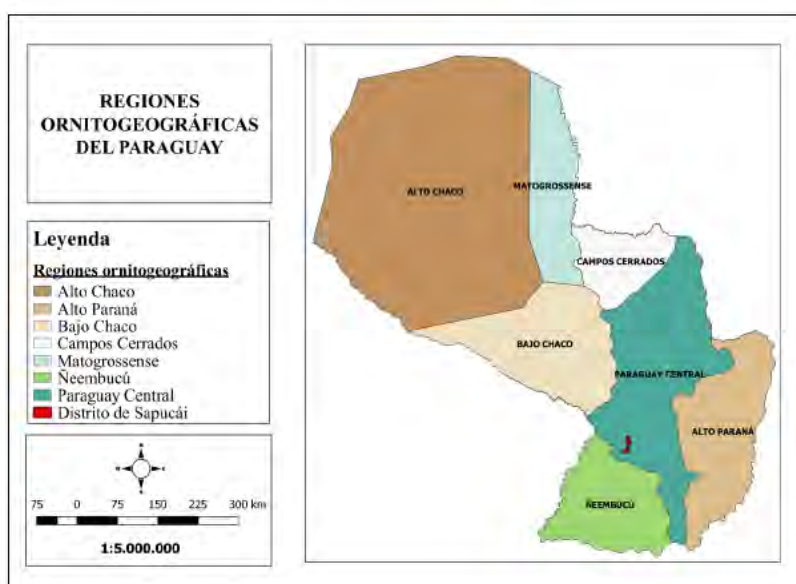 REGIONES
ORNITOGEOGRÁFICAS
DEL PARAGUAY
Leyenda
Regiones ornitogeográficas
Alto Chaco
Alto Paraná
Bajo Chaco
Campos Cerrados
Matogrossense
Ñeembucú
Paraguay Central
Distrito de Sapucái
75 0 75 150 225 300 km
1:5.000.000
ALTO CHACO
MATOGROSSENSE
CAMPOS CERRADOS
BAJO CHACO
PARAGUAY CENTRAL
ALTO PARANÁ
ÑEEMBUCÚ